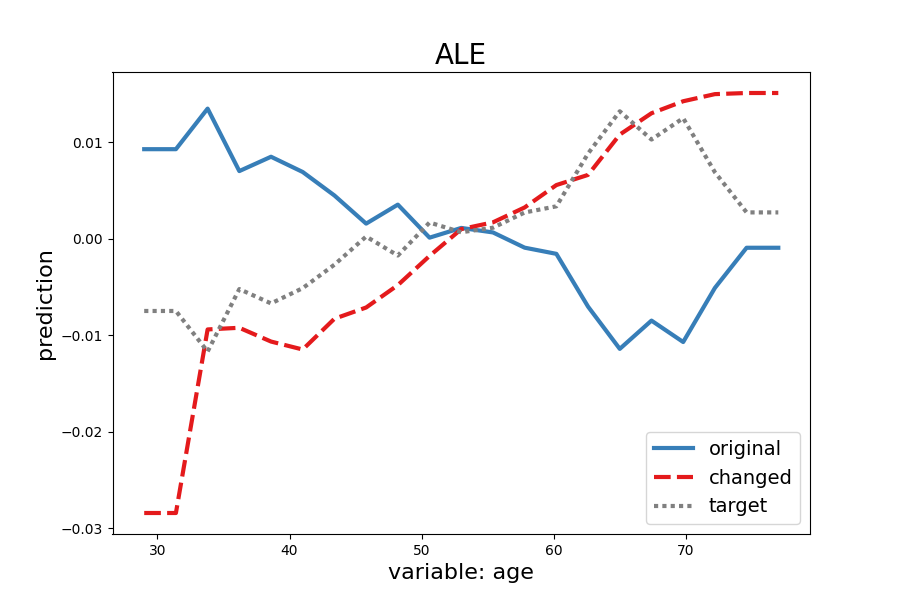 ALE
prediction
0.01
0.00
−0.01
−0.02
−0.03
30 40 50 60 70
variable: age
original
changed
target